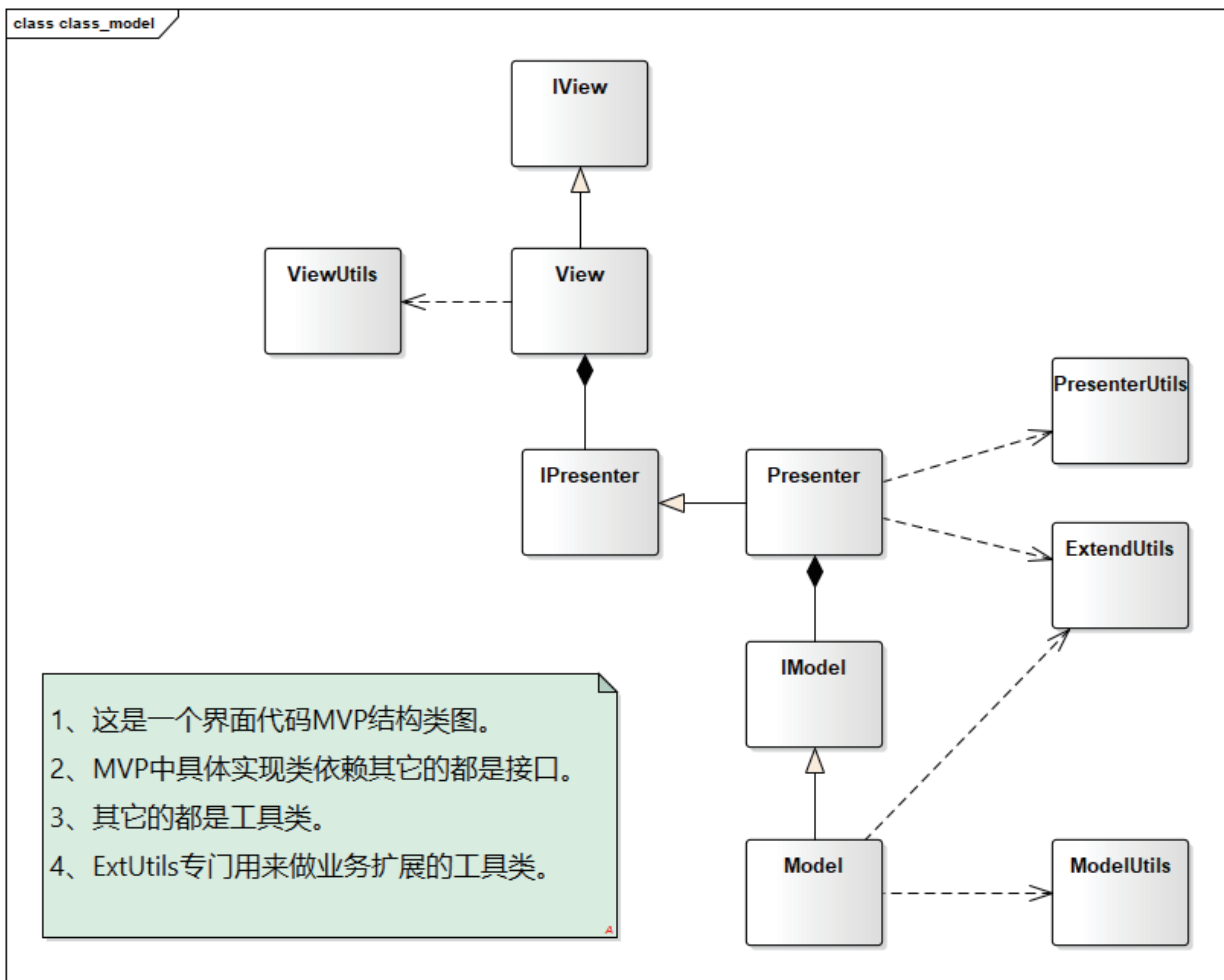 class class_model
IView
ViewUtils
View
PresenterUtils
IPresenter
Presenter
ExtendUtils
IModel
1、这是一个界面代码MVP结构类图。
2、MVP中具体实现类依赖其它的都是接口。
3、其它的都是工具类。
4、ExtUtils专门用来做业务扩展的工具类。
A
Model
ModelUtils